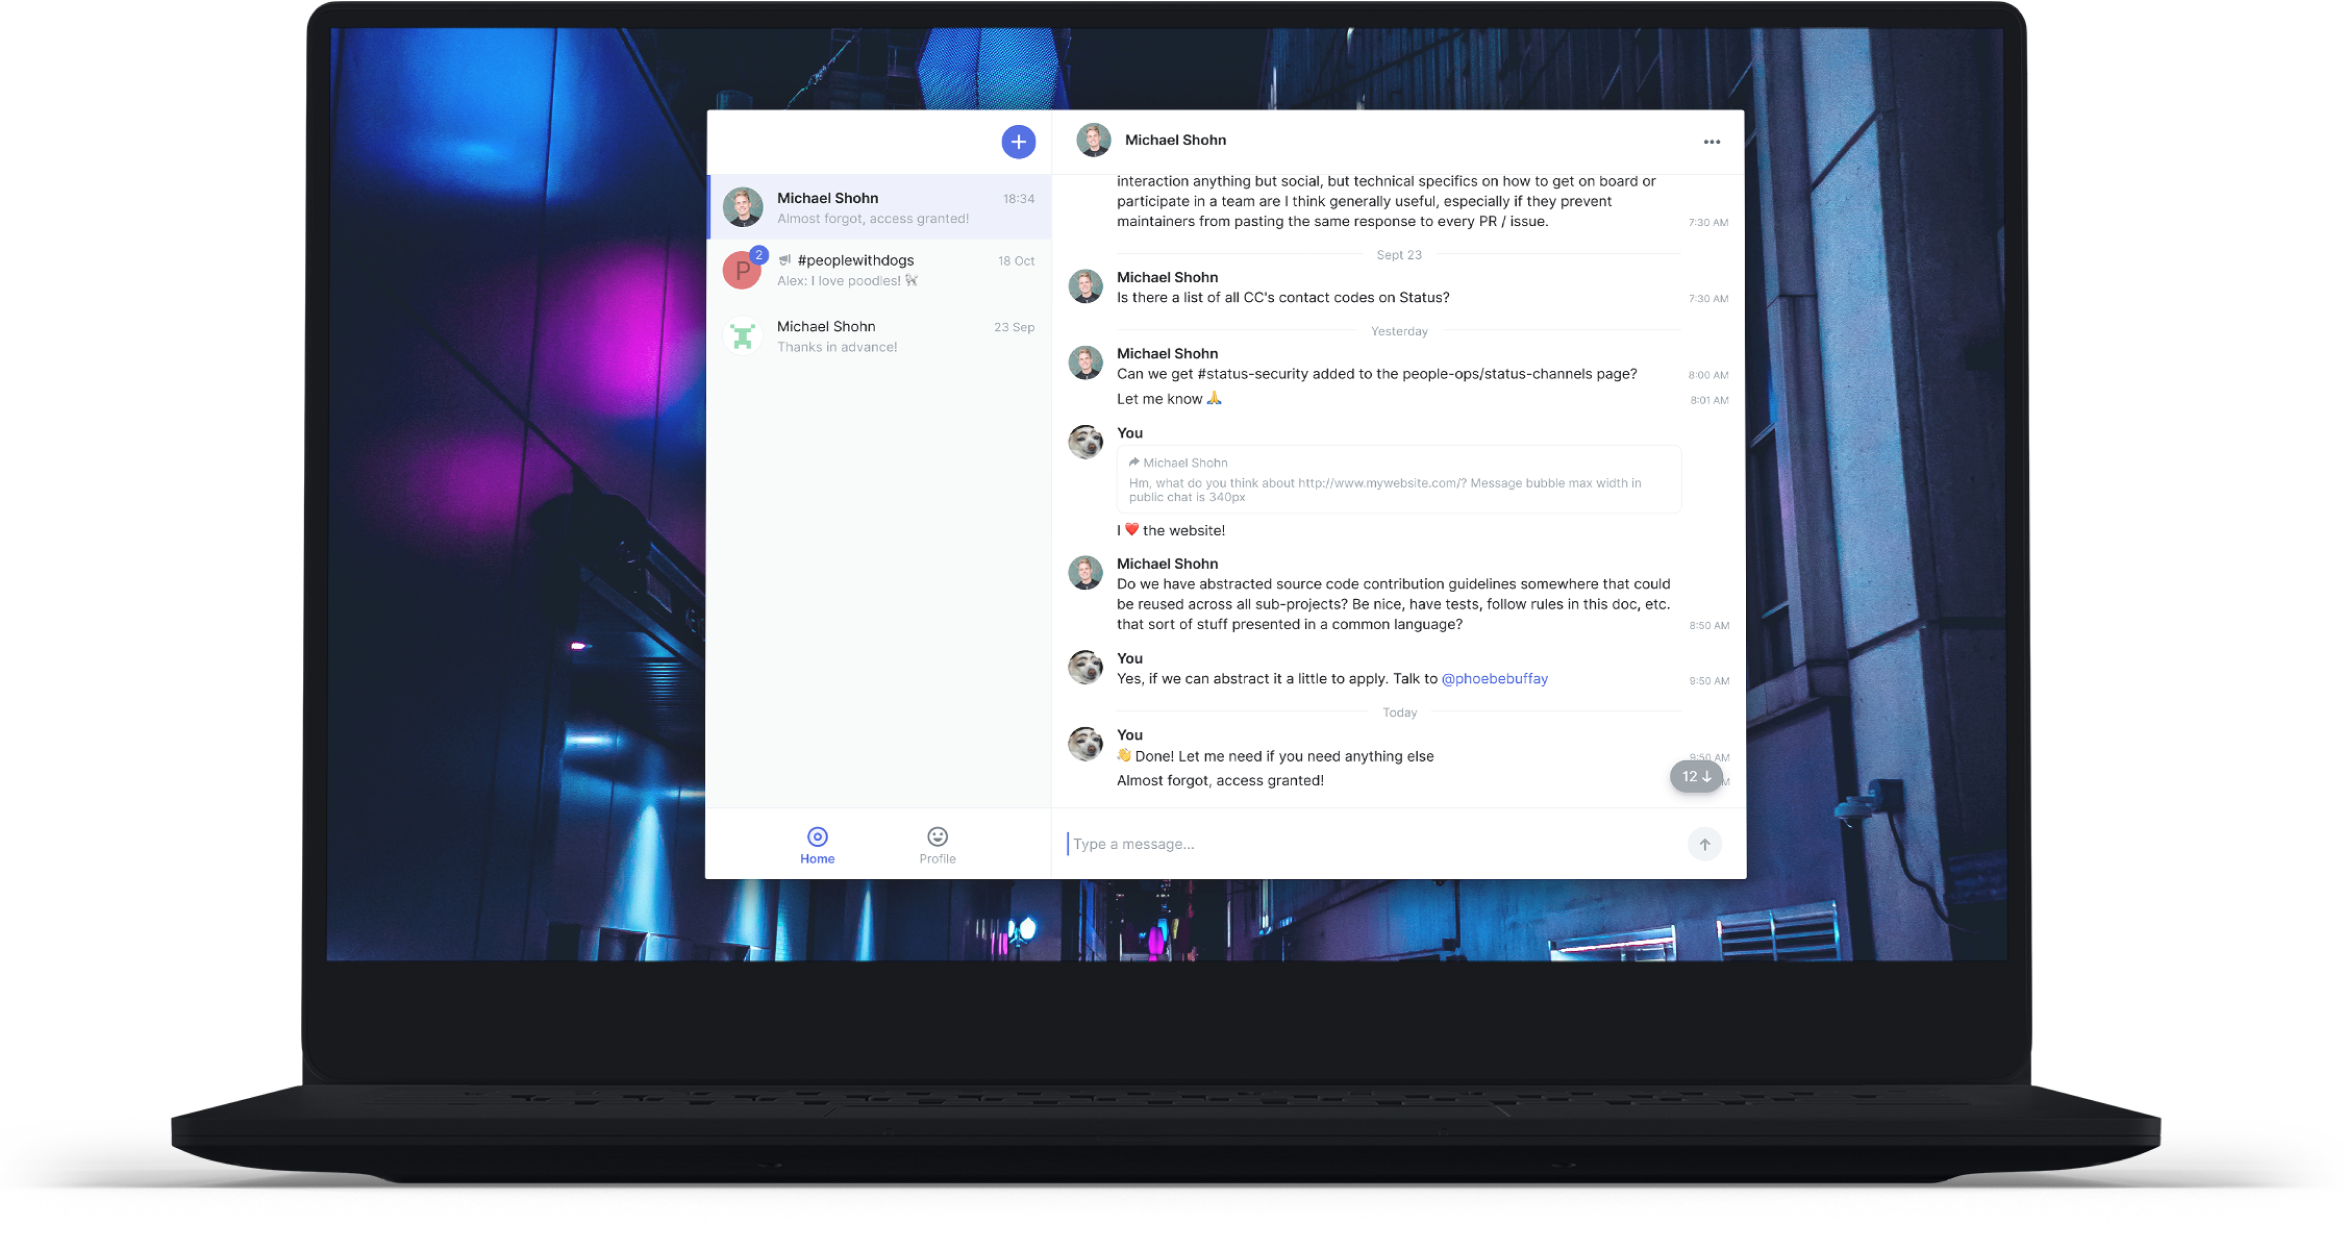 Michael Shohn
18:34
Almost forgot, access granted!
2
P
#peoplewithdogs
18 Oct
Alex: I love poodles! 🐩
Michael Shohn
23 Sep
Thanks in advance!
Home
Profile
Michael Shohn
interaction anything but social, but technical specifics on how to get on board or
participate in a team are I think generally useful, especially if they prevent
maintainers from pasting the same response to every PR / issue.
7:30 AM
Sept 23
Michael Shohn
Is there a list of all CC's contact codes on Status?
7:30 AM
Yesterday
Michael Shohn
Can we get #status-security added to the people-ops/status-channels page?
8:00 AM
Let me know 🙏
8:01 AM
You
Michael Shohn
Hm, what do you think about http://www.mywebsite.com/? Message bubble max width in
public chat is 340px
I ❤️ the website!
Michael Shohn
Do we have abstracted source code contribution guidelines somewhere that could
be reused across all sub-projects? Be nice, have tests, follow rules in this doc, etc.
that sort of stuff presented in a common language?
8:50 AM
You
Yes, if we can abstract it a little to apply. Talk to @phoebebuffay
9:50 AM
Today
You
👋 Done! Let me need if you need anything else
9:50 AM
Almost forgot, access granted!
12 ↓
Type a message...